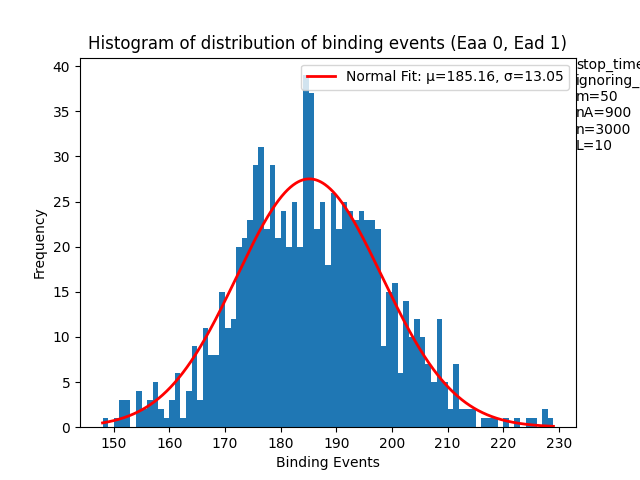 Histogram of distribution of binding events (Eaa 0, Ead 1)
Normal Fit: μ=185.16, σ=13.05
stop_time
ignoring_
m=50
nA=900
n=3000
L=10
Frequency
40
35
30
25
20
15
10
5
0
150 160 170 180 190 200 210 220 230
Binding Events